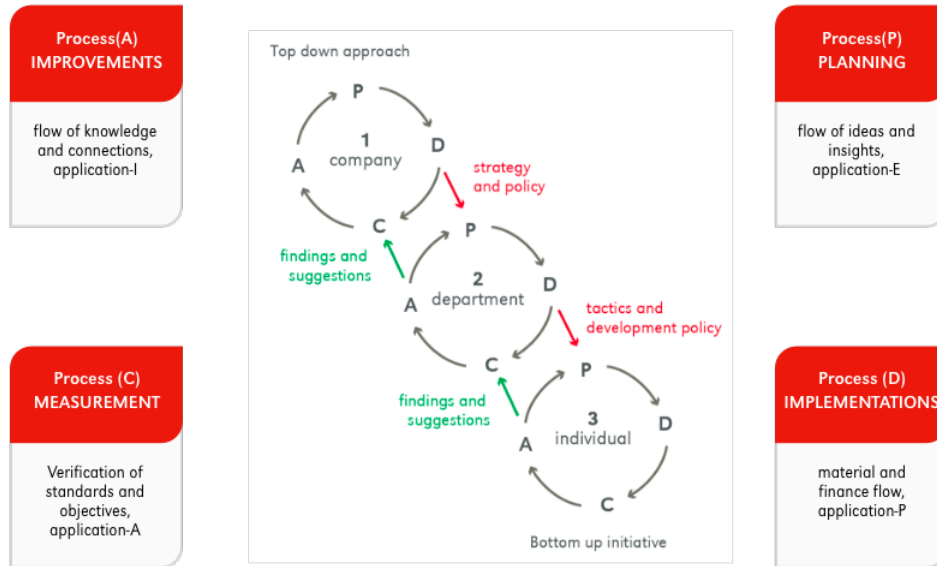 Process(A)
IMPROVEMENTS
flow of knowledge
and connections,
application-I
Process(P)
PLANNING
flow of ideas and
insights,
application-E
Top down approach
P
1
company
D
A
C
strategy
and policy
findings and
suggestions
P
2
department
D
A
C
tactics and
development policy
findings and
suggestions
P
3
individual
D
A
C
Bottom up initiative
Process (C)
MEASUREMENT
Verification of
standards and
objectives,
application-A
Process (D)
IMPLEMENTATIONS
material and
finance flow,
application-P